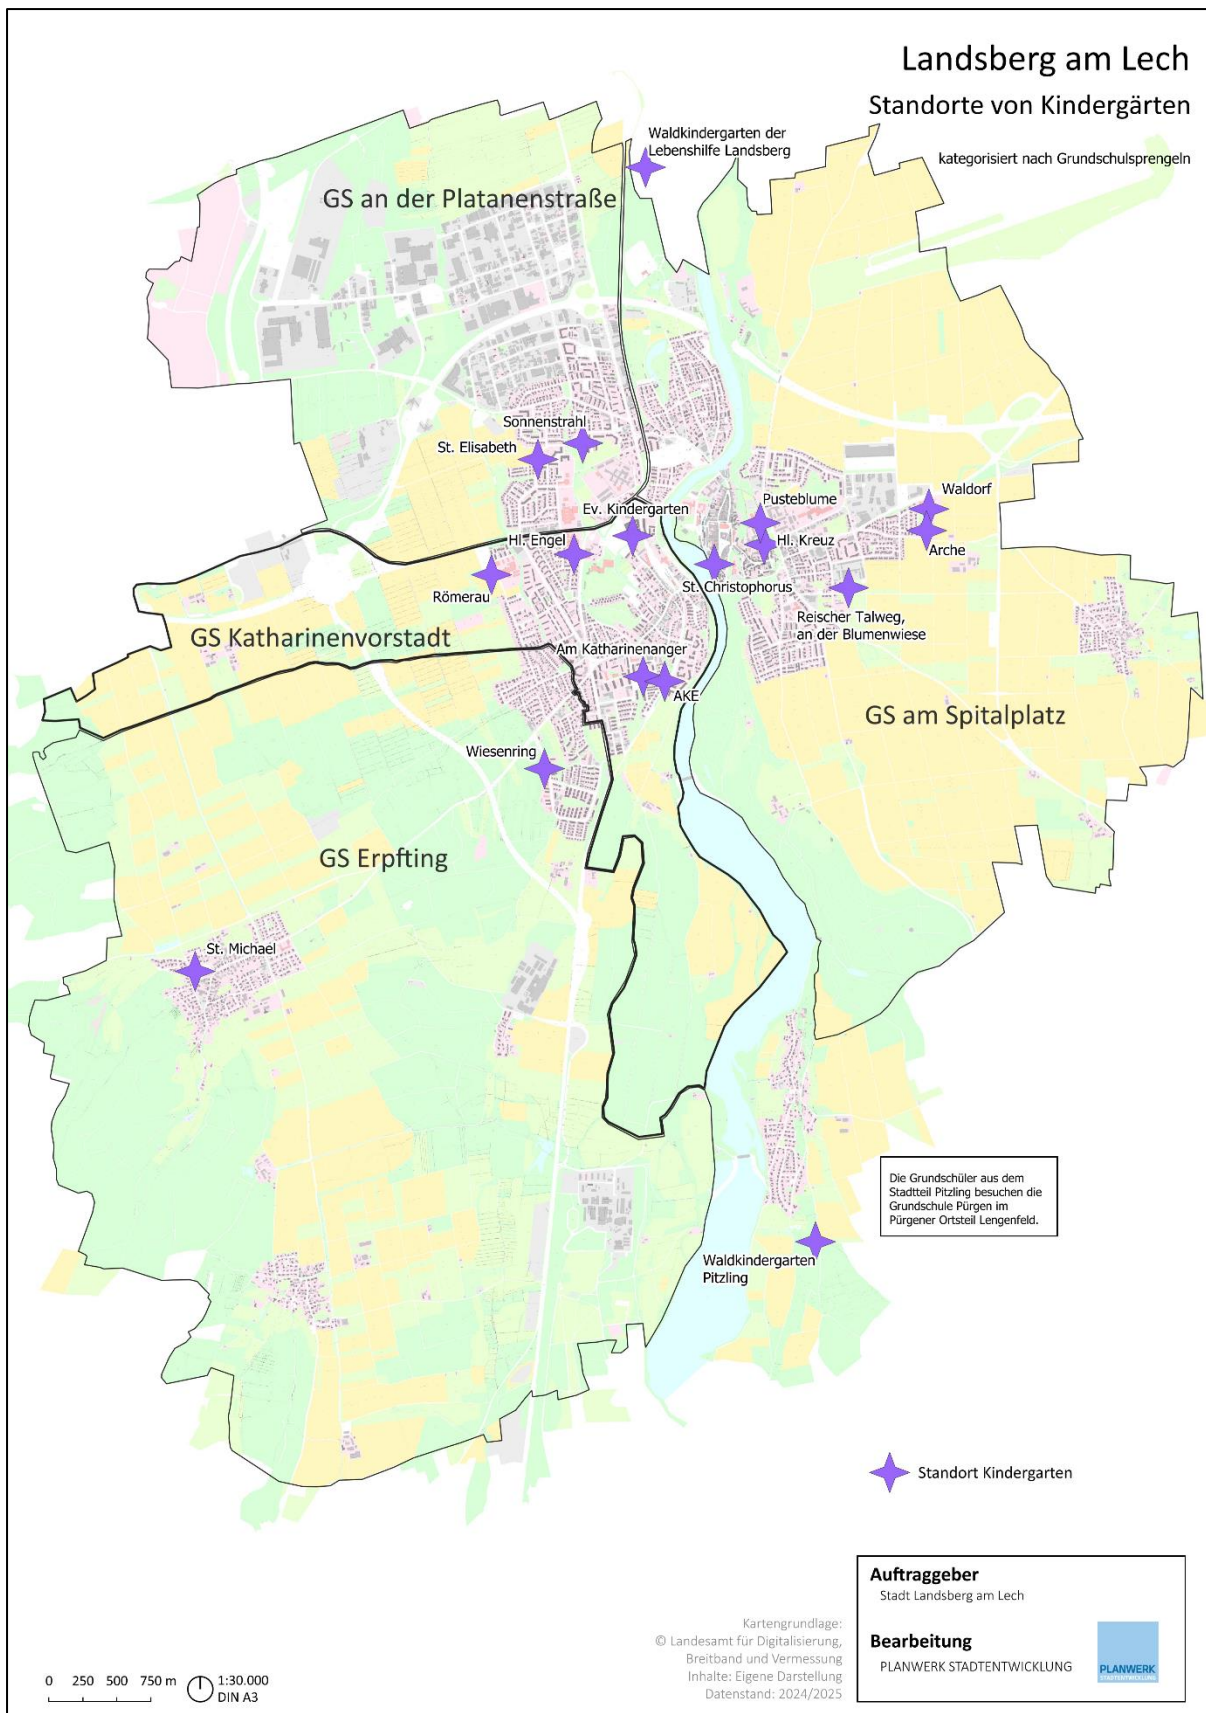 Landsberg am Lech
Standorte von Kindergärten
kategorisiert nach Grundschulsprengeln
Waldkindergarten der
Lebenshilfe Landsberg
GS an der Platanenstraße
Sonnenstrahl
St. Elisabeth
Ev. Kindergarten
Hl. Engel
Römerau
Pusteblume
Hl. Kreuz
Waldorf
Arche
St. Christophorus
Reischer Talweg,
an der Blumenwiese
GS Katharinenvorstadt
Am Katharinenanger
AKE
GS am Spitalplatz
Wiesenring
GS Erpfting
St. Michael
Die Grundschüler aus dem
Stadtteil Pitzling besuchen die
Grundschule Pürgen im
Pürgener Ortsteil Lengenfeld.
Waldkindergarten
Pitzling
Standort Kindergarten
Auftraggeber
Stadt Landsberg am Lech
Bearbeitung
PLANWERK STADTENTWICKLUNG
PLANWERK
STADTENTWICKLUNG
Kartengrundlage:
© Landesamt für Digitalisierung,
Breitband und Vermessung
Inhalte: Eigene Darstellung
Datenstand: 2024/2025
0 250 500 750 m
1:30.000
DIN A3